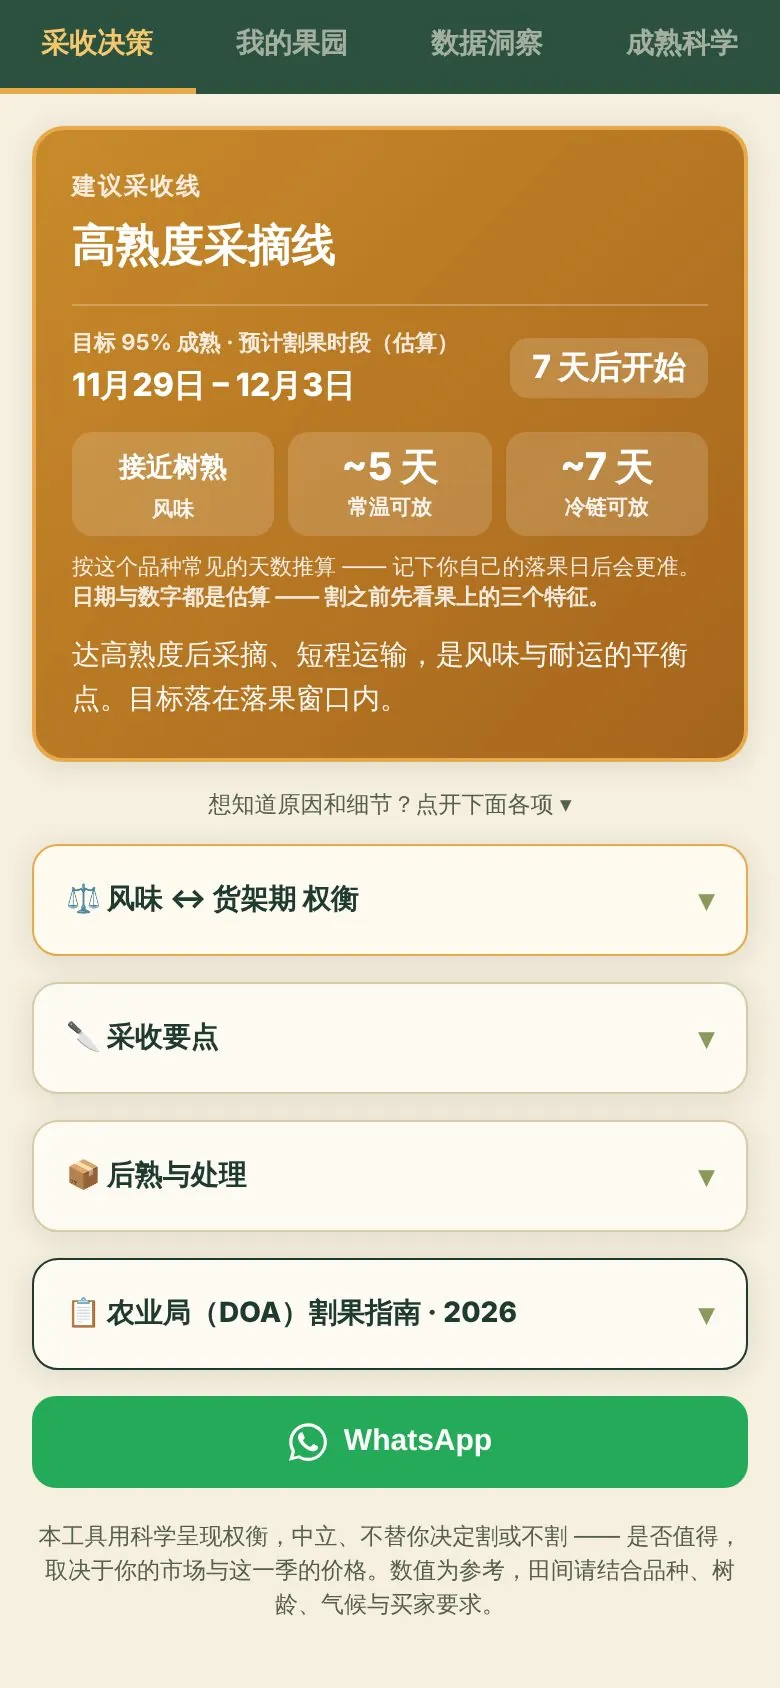 采收决策 我的果园 数据洞察 成熟科学
建议采收线
高熟度采摘线
目标 95% 成熟 · 预计割果时段（估算）
11月29日 – 12月3日
7 天后开始
接近树熟
风味
~5 天
常温可放
~7 天
冷链可放
按这个品种常见的天数推算 —— 记下你自己的落果日后会更准。
日期与数字都是估算 —— 割之前先看果上的三个特征。
达高熟度后采摘、短程运输，是风味与耐运的平衡
点。目标落在落果窗口内。
想知道原因和细节？点开下面各项 ▾
⚖️ 风味 ↔ 货架期 权衡 ▼
🔪 采收要点 ▼
📦 后熟与处理 ▼
📋 农业局（DOA）割果指南 · 2026 ▼
WhatsApp
本工具用科学呈现权衡，中立、不替你决定割或不割 —— 是否值得，
取决于你的市场与这一季的价格。数值为参考，田间请结合品种、树
龄、气候与买家要求。